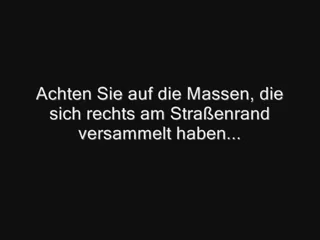 Achten Sie auf die Massen, die
sich rechts am Straßenrand
versammelt haben...